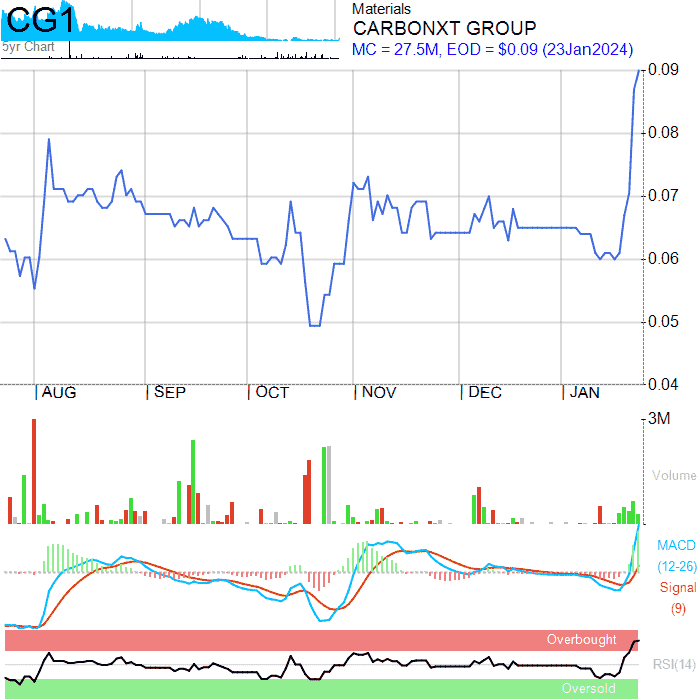 CG1
5yr Chart
Materials
CARBONXT GROUP
MC = 27.5M, EOD = $0.09 (23Jan2024)
0.09
0.08
0.07
0.06
0.05
0.04
AUG
SEP
OCT
NOV
DEC
JAN
3M
Volume
MACD
(12-26)
Signal
(9)
Overbought
RSI(14)
Oversold